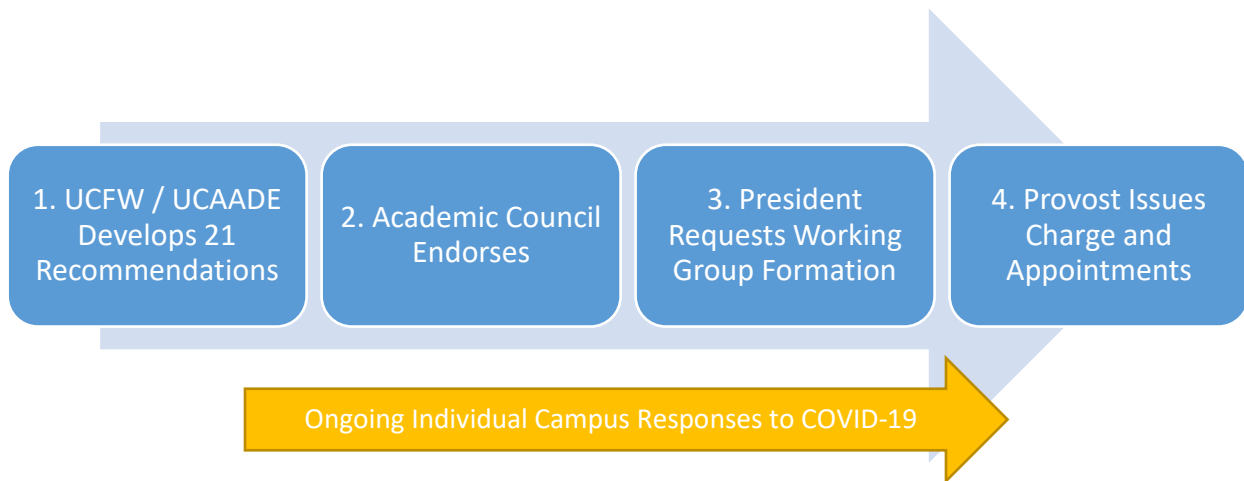 1. UCFW / UCAADE
Develops 21
Recommendations
2. Academic Council
Endorses
3. President
Requests Working
Group Formation
4. Provost Issues
Charge and
Appointments
Ongoing Individual Campus Responses to COVID-19